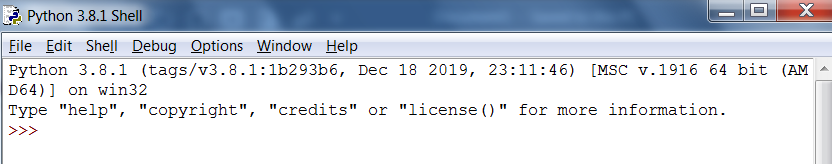 Python 3.8.1 Shell
File Edit Shell Debug Options Window Help
Python 3.8.1 (tags/v3.8.1:1b293b6, Dec 18 2019, 23:11:46) [MSC v.1916 64 bit (AM
D64)] on win32
Type "help", "copyright", "credits" or "license()" for more information.
>>>